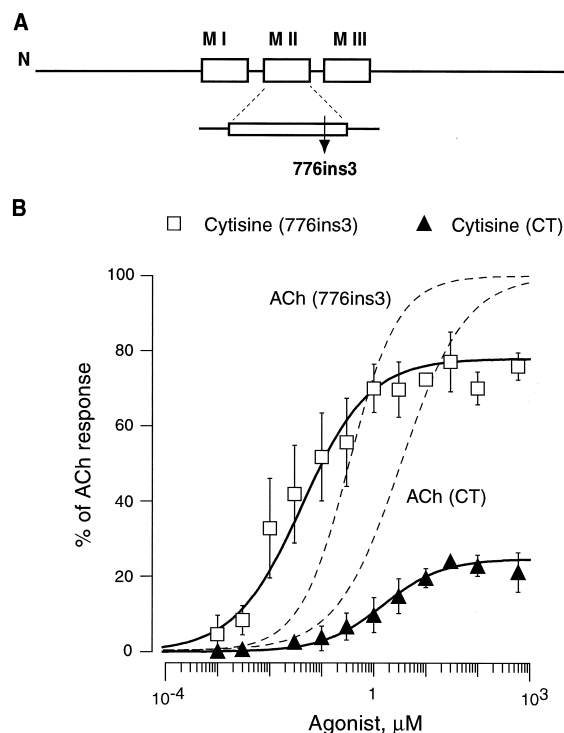 A
M I M II M III
N
776ins3
B
Cytisine (776ins3) Cytisine (CT)
100
80
60
40
20
0
% of ACh response
ACh (776ins3)
ACh (CT)
10-4 1 103
Agonist, µM